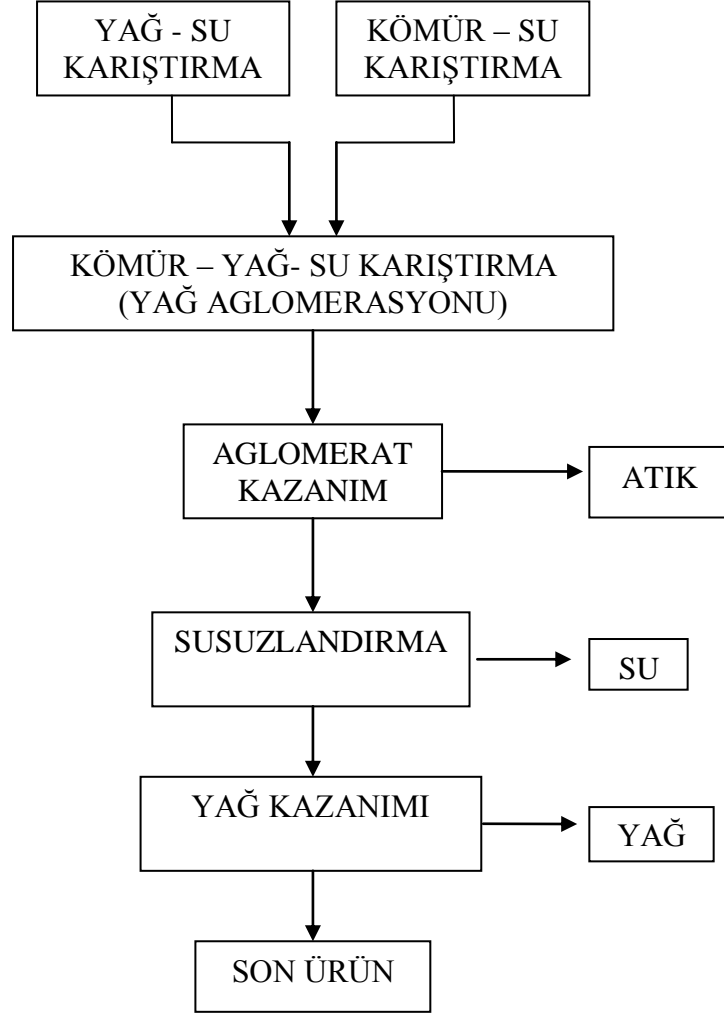 YAĞ - SU
KARIŞTIRMA
KÖMÜR – SU
KARIŞTIRMA
KÖMÜR – YAĞ- SU KARIŞTIRMA
(YAĞ AGLOMERASYONU)
AGLOMERAT
KAZANIM
ATIK
SUSUZLANDIRMA
SU
YAĞ KAZANIMI
YAĞ
SON ÜRÜN